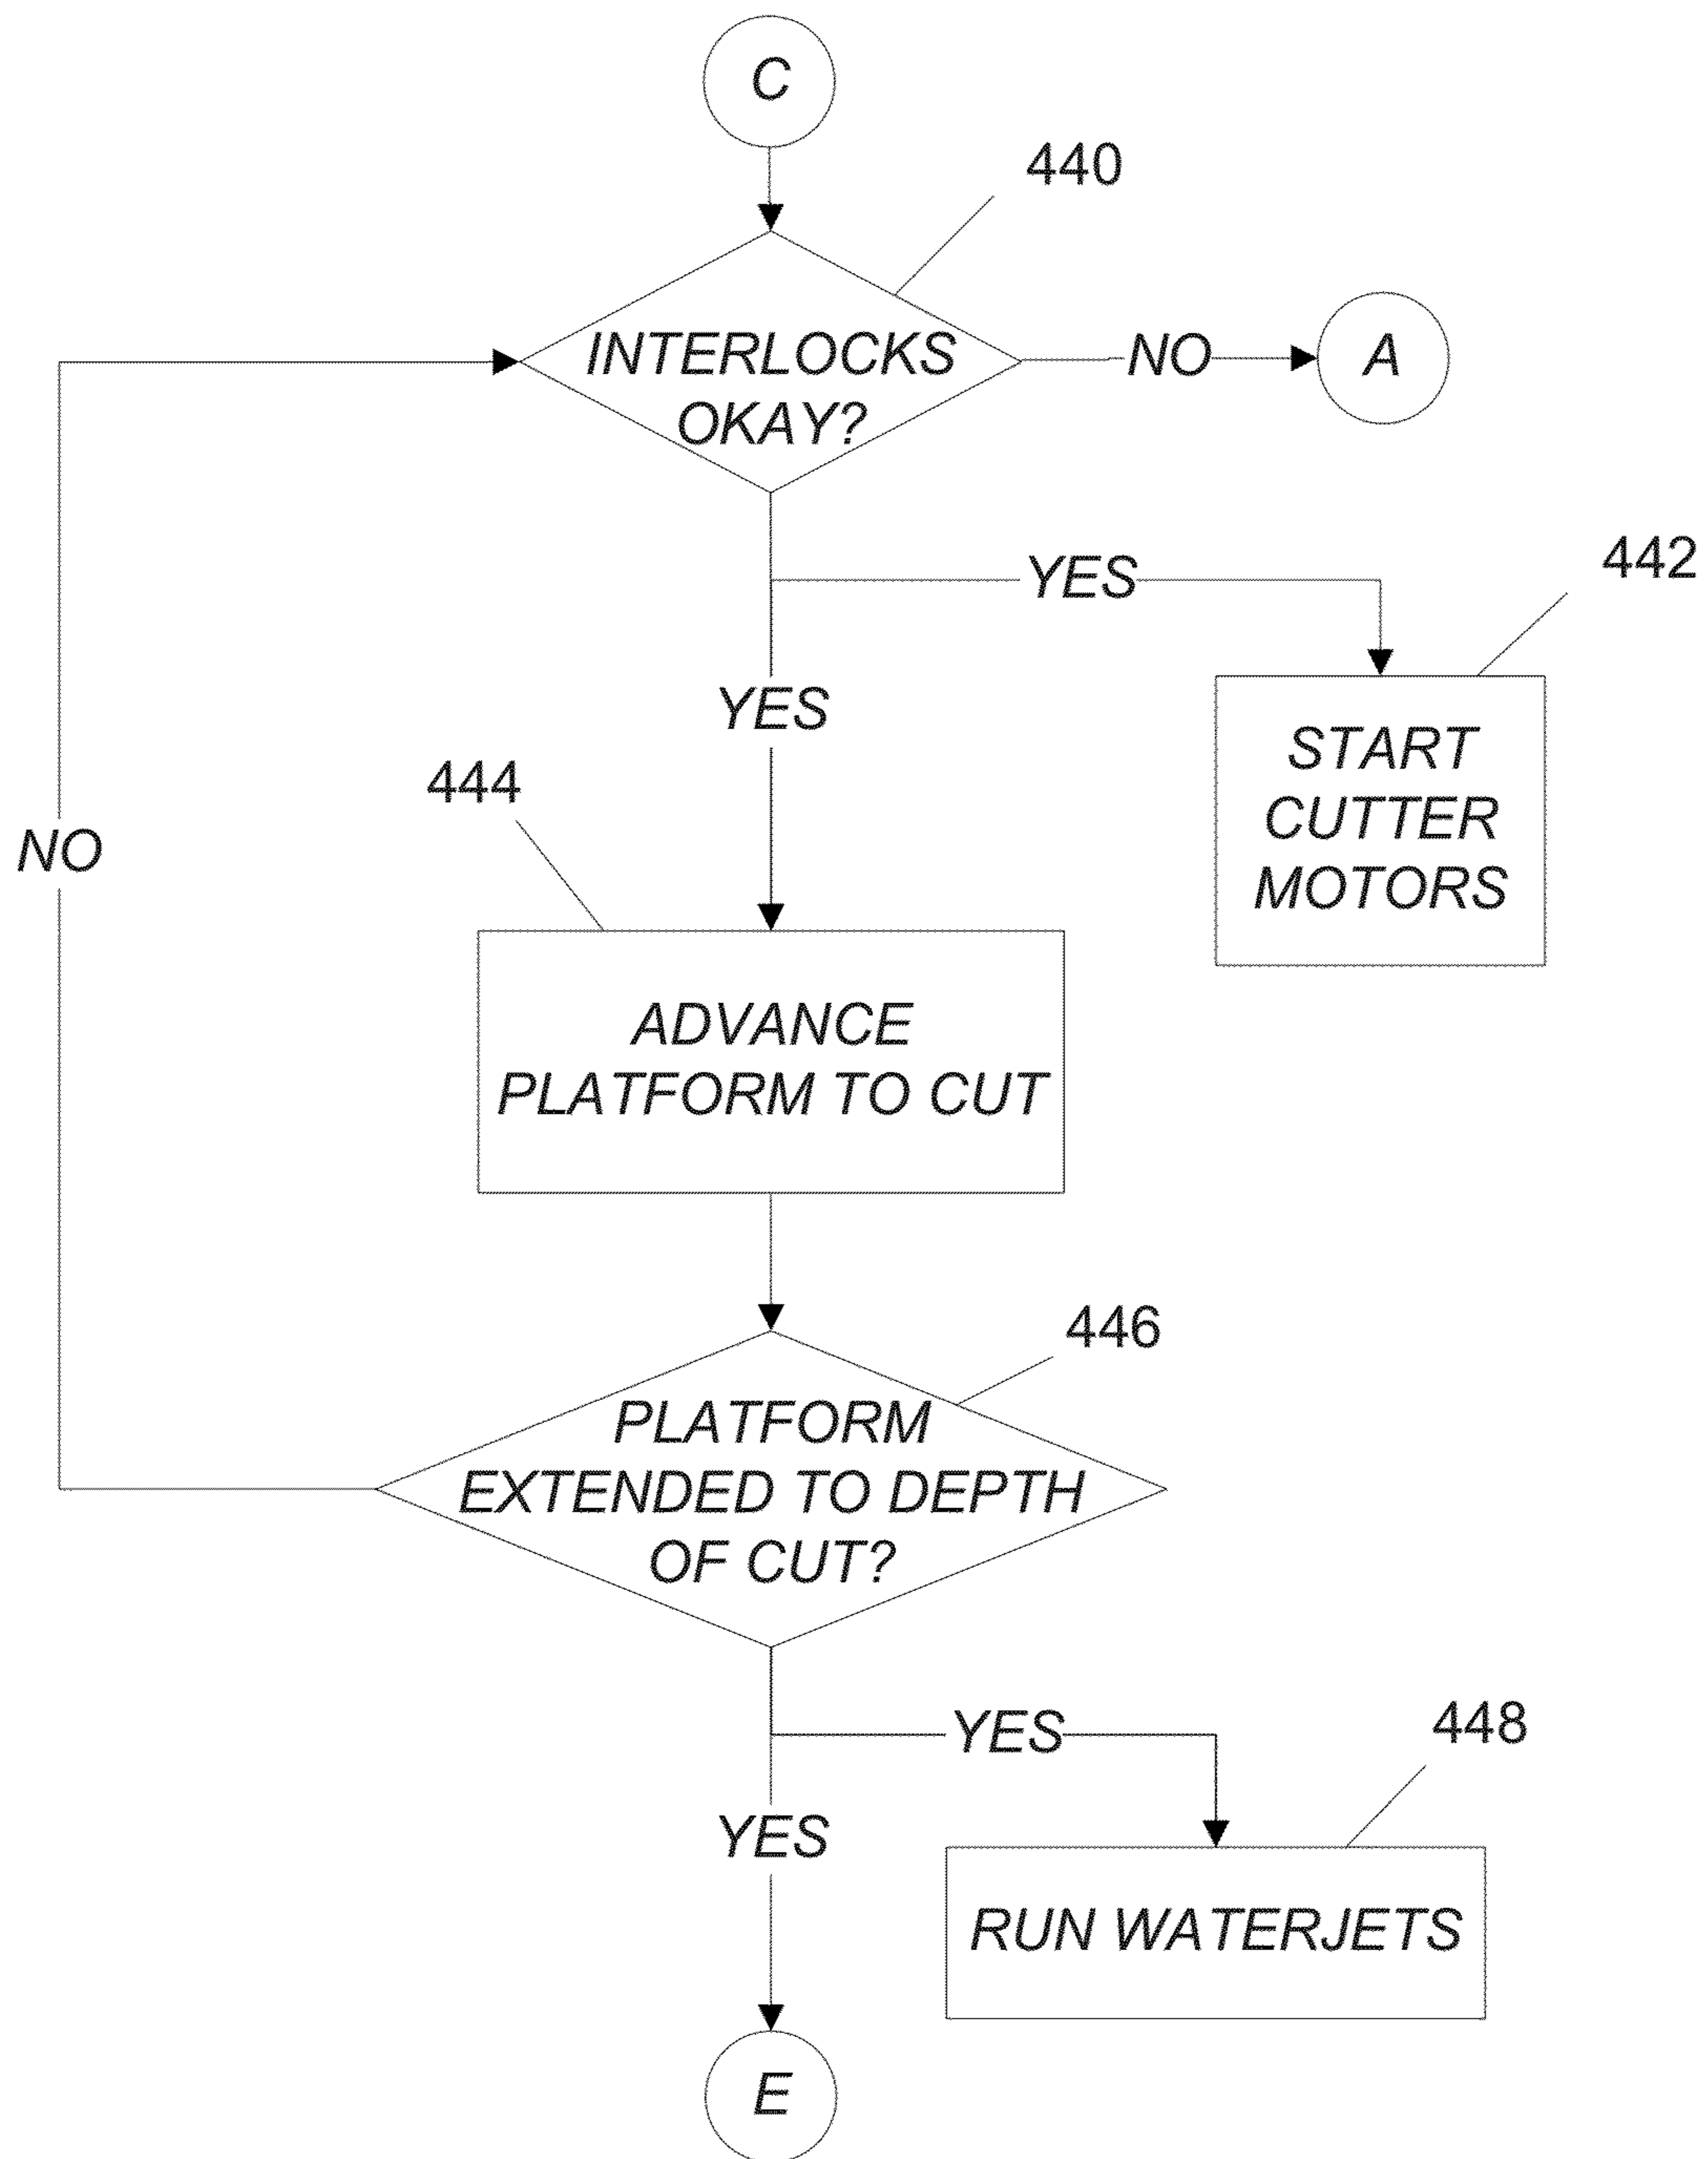 C
440
INTERLOCKS
OKAY?
NO
A
YES
442
YES
START
CUTTER
MOTORS
444
NO
ADVANCE
PLATFORM TO CUT
446
PLATFORM
EXTENDED TO DEPTH
OF CUT?
YES
448
YES
RUN WATERJETS
E